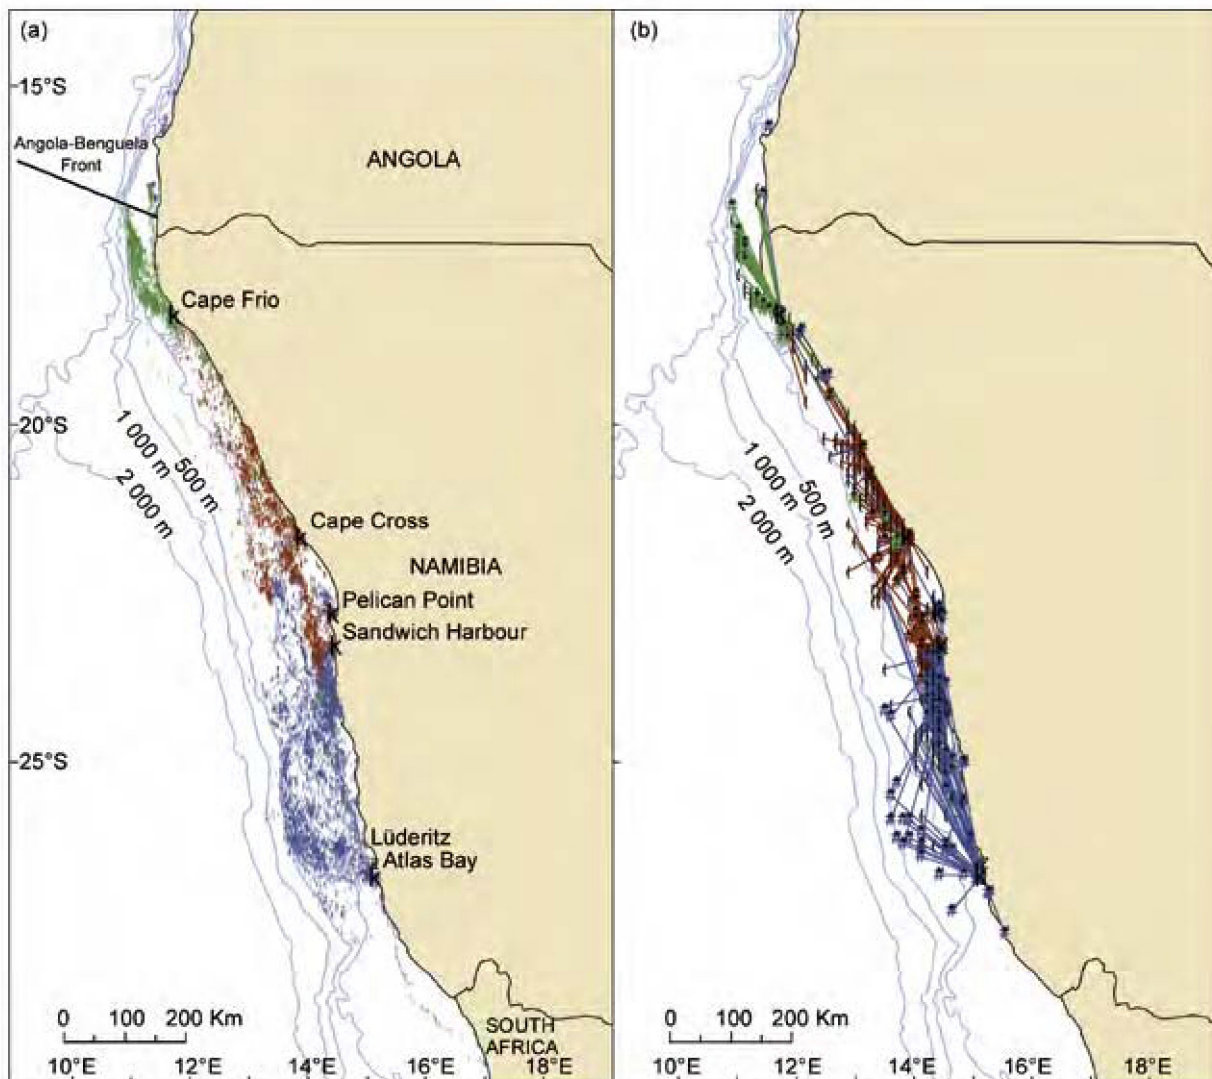 (a)
15°S
Angola-Benguela
Front
ANGOLA
Cape Frio
20°S
1 000 m
500 m
2 000 m
Cape Cross
NAMIBIA
Pelican Point
Sandwich Harbour
25°S
Lüderitz
Atlas Bay
0 100 200 Km
SOUTH
AFRICA
10°E 12°E 14°E 16°E 18°E
(b)
1 000 m
500 m
2 000 m
0 100 200 Km
10°E 12°E 14°E 16°E 18°E